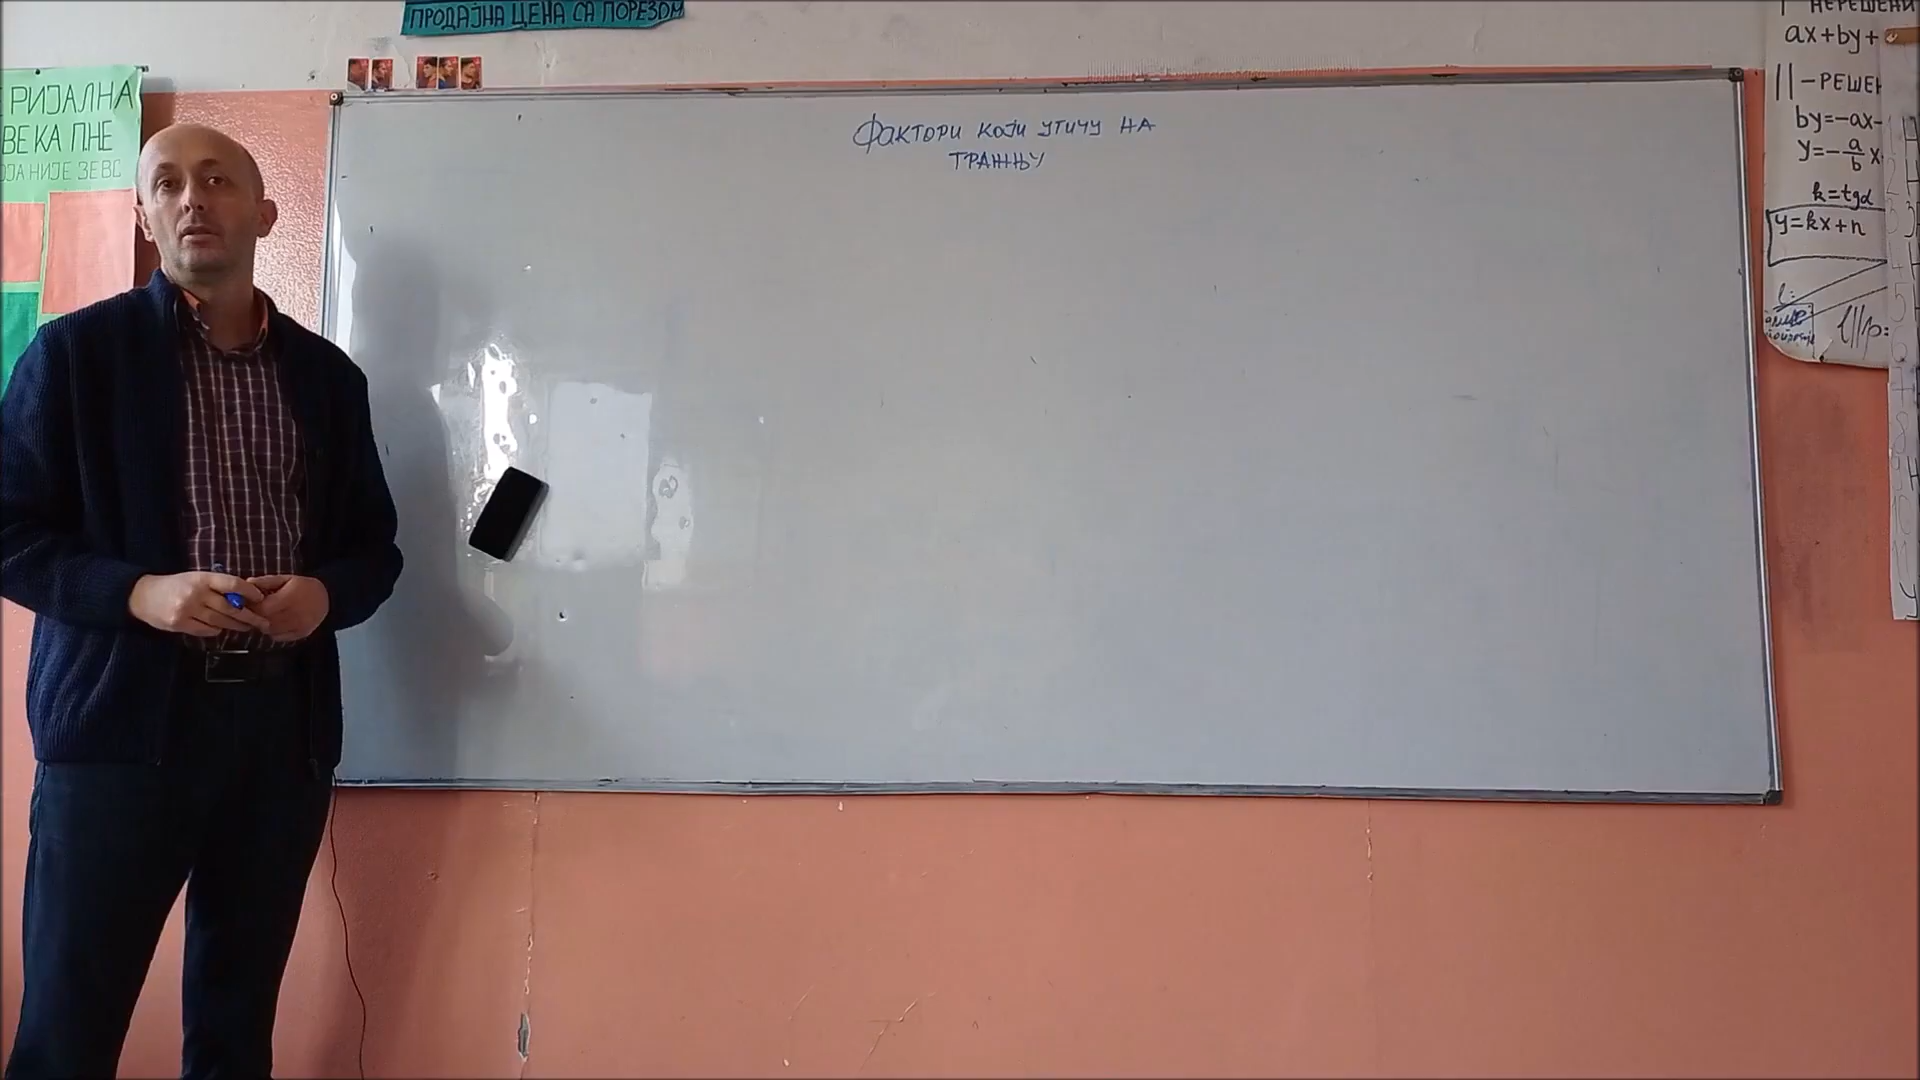 ПРОДАЈНА ЦЕНА СА ПОРЕЗОМ
РИЈАЛНА
ВЕКА П.Н.Е
ОЈА НИЈЕ ЗЕВС
Фактори који утичу на
тражњу
НЕРЕШЕНИ
ax+by+
||-РЕШЕН
by=-ax-
y=-a/b x
k=tgα
y=kx+n
l||p: